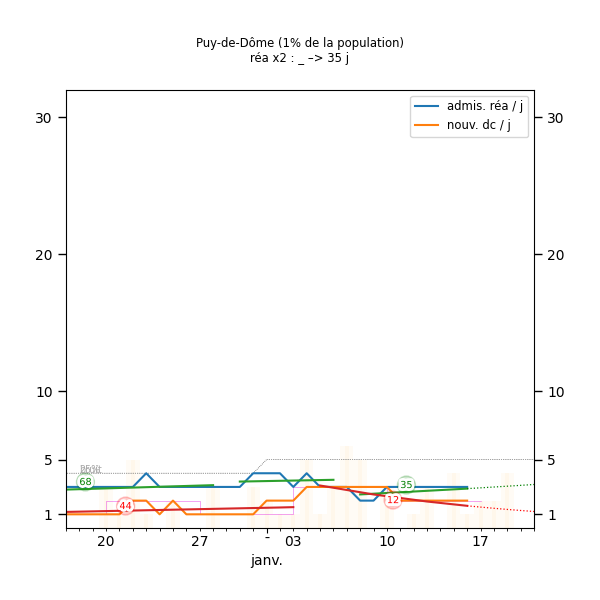 Puy-de-Dôme (1% de la population)
réa x2 : _ –> 35 j
admis. réa / j
nouv. dc / j
30 30
20 20
10 10
5 5
1 1
68
44
35
12
20 27 - 03 10 17
janv.